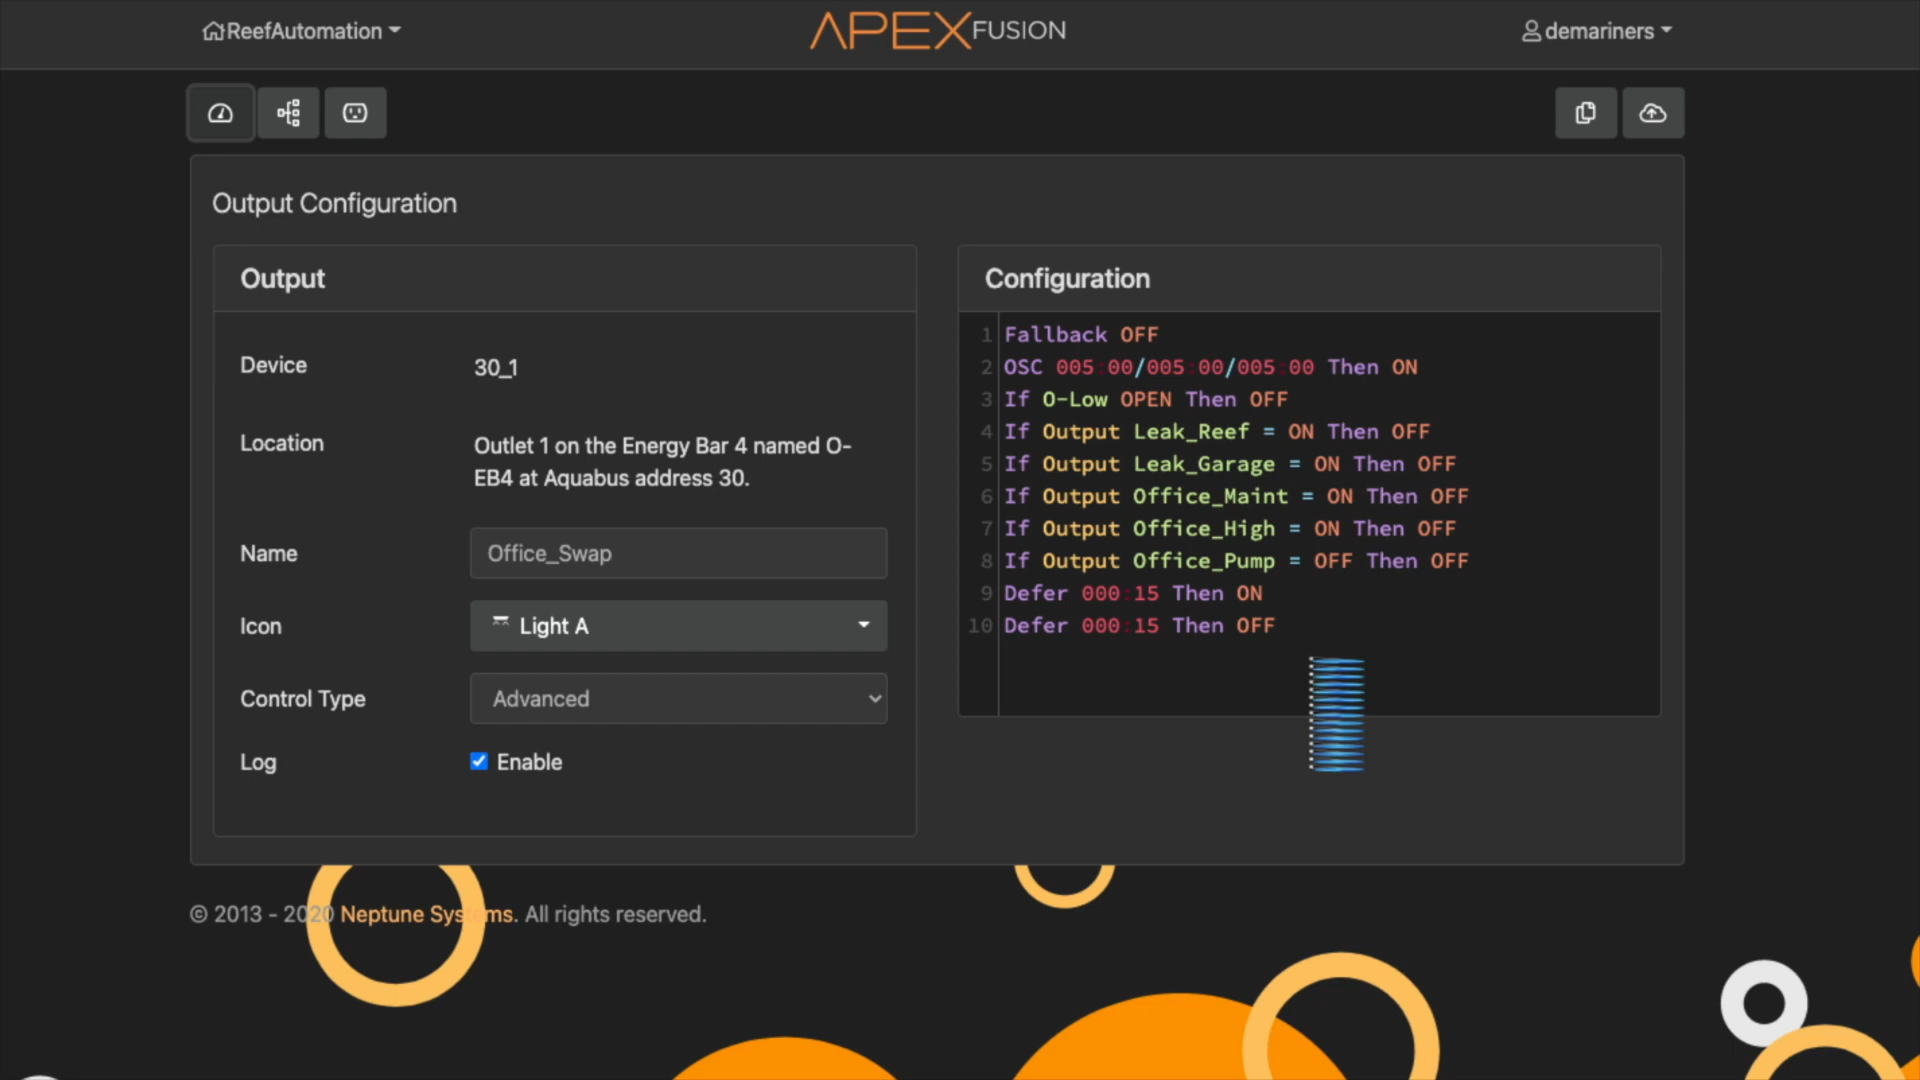 ReefAutomation
APEX FUSION
demariners
Output Configuration
Output
Device
30_1
Location
Outlet 1 on the Energy Bar 4 named O-
EB4 at Aquabus address 30.
Name
Office_Swap
Icon
Light A
Control Type
Advanced
Log
Enable
Configuration
1 Fallback OFF
2 OSC 005:00/005:00/005:00 Then ON
3 If O-Low OPEN Then OFF
4 If Output Leak_Reef = ON Then OFF
5 If Output Leak_Garage = ON Then OFF
6 If Output Office_Maint = ON Then OFF
7 If Output Office_High = ON Then OFF
8 If Output Office_Pump = OFF Then OFF
9 Defer 000:15 Then ON
10 Defer 000:15 Then OFF
© 2013 - 2020 Neptune Systems. All rights reserved.